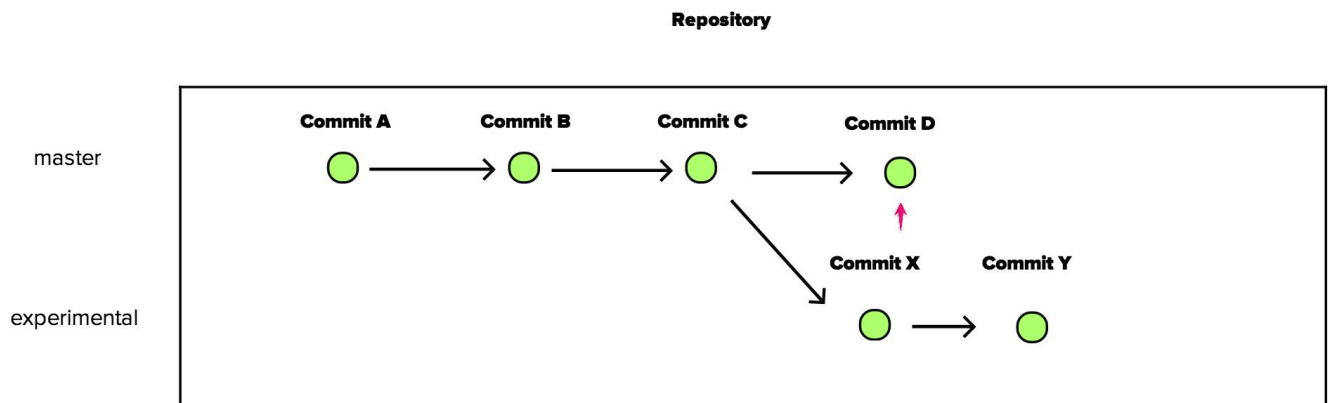 Repository
Commit A
Commit B
Commit C
Commit D
master
Commit X
Commit Y
experimental